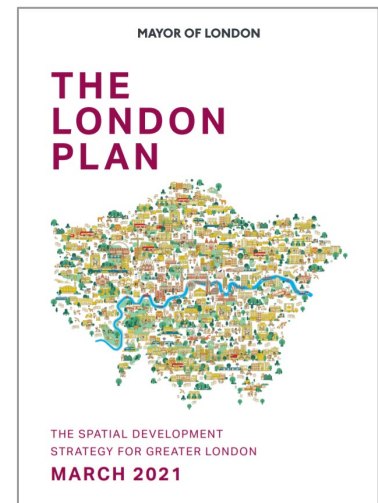 MAYOR OF LONDON
THE
LONDON
PLAN
THE SPATIAL DEVELOPMENT
STRATEGY FOR GREATER LONDON
MARCH 2021